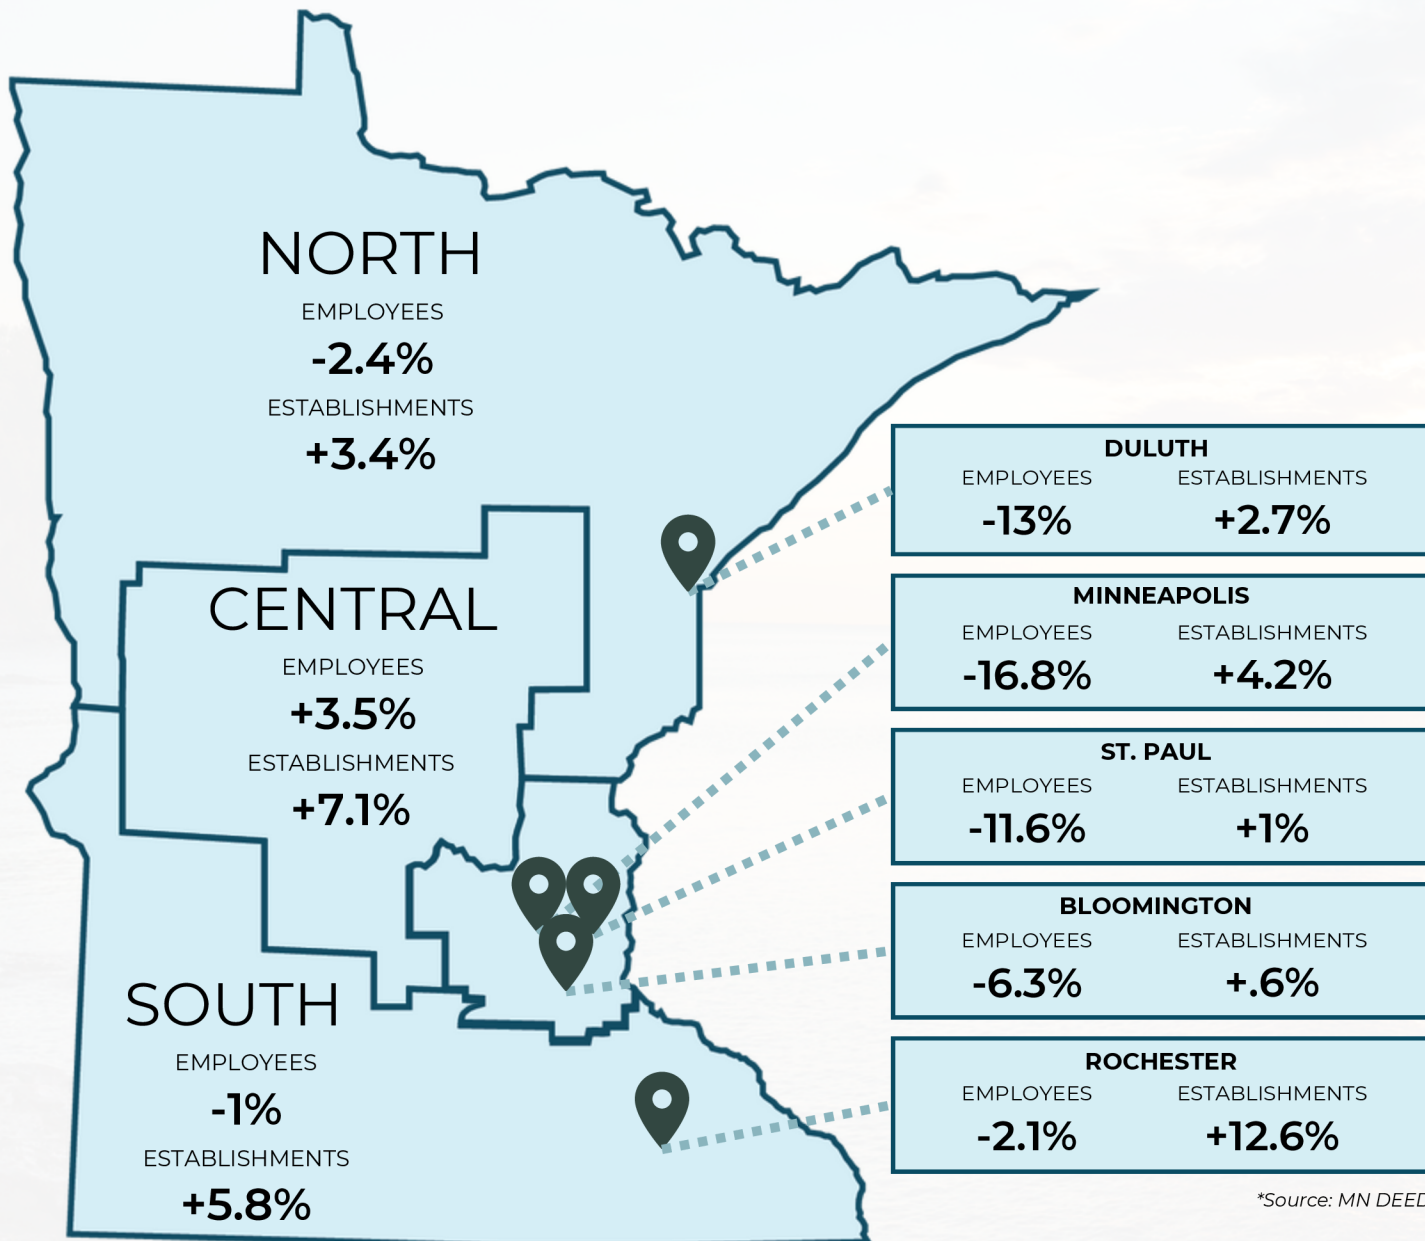 NORTH
EMPLOYEES
-2.4%
ESTABLISHMENTS
+3.4%
CENTRAL
EMPLOYEES
+3.5%
ESTABLISHMENTS
+7.1%
SOUTH
EMPLOYEES
-1%
ESTABLISHMENTS
+5.8%
DULUTH
EMPLOYEES ESTABLISHMENTS
-13% +2.7%
MINNEAPOLIS
EMPLOYEES ESTABLISHMENTS
-16.8% +4.2%
ST. PAUL
EMPLOYEES ESTABLISHMENTS
-11.6% +1%
BLOOMINGTON
EMPLOYEES ESTABLISHMENTS
-6.3% +.6%
ROCHESTER
EMPLOYEES ESTABLISHMENTS
-2.1% +12.6%
*Source: MN DEED